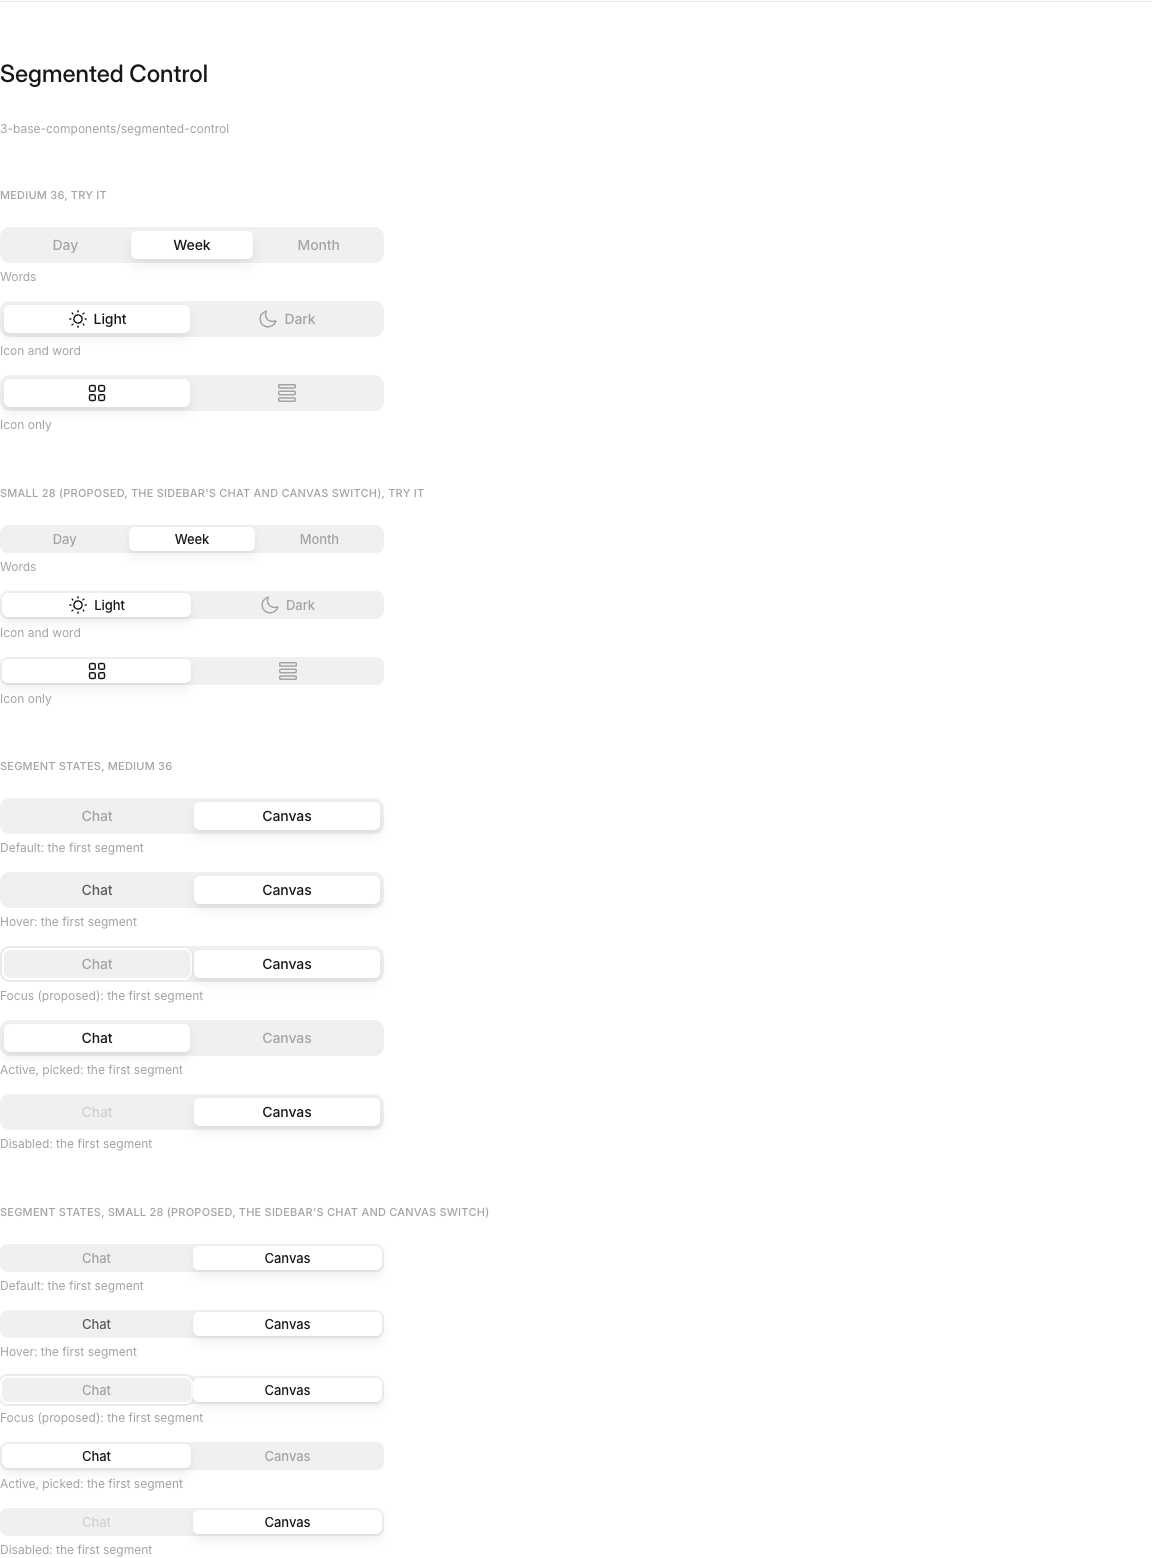 Segmented Control
3-base-components/segmented-control
MEDIUM 36, TRY IT
Day Week Month
Words
Light Dark
Icon and word
Icon only
SMALL 28 (PROPOSED, THE SIDEBAR'S CHAT AND CANVAS SWITCH), TRY IT
Day Week Month
Words
Light Dark
Icon and word
Icon only
SEGMENT STATES, MEDIUM 36
Chat Canvas
Default: the first segment
Chat Canvas
Hover: the first segment
Chat Canvas
Focus (proposed): the first segment
Chat Canvas
Active, picked: the first segment
Chat Canvas
Disabled: the first segment
SEGMENT STATES, SMALL 28 (PROPOSED, THE SIDEBAR'S CHAT AND CANVAS SWITCH)
Chat Canvas
Default: the first segment
Chat Canvas
Hover: the first segment
Chat Canvas
Focus (proposed): the first segment
Chat Canvas
Active, picked: the first segment
Chat Canvas
Disabled: the first segment